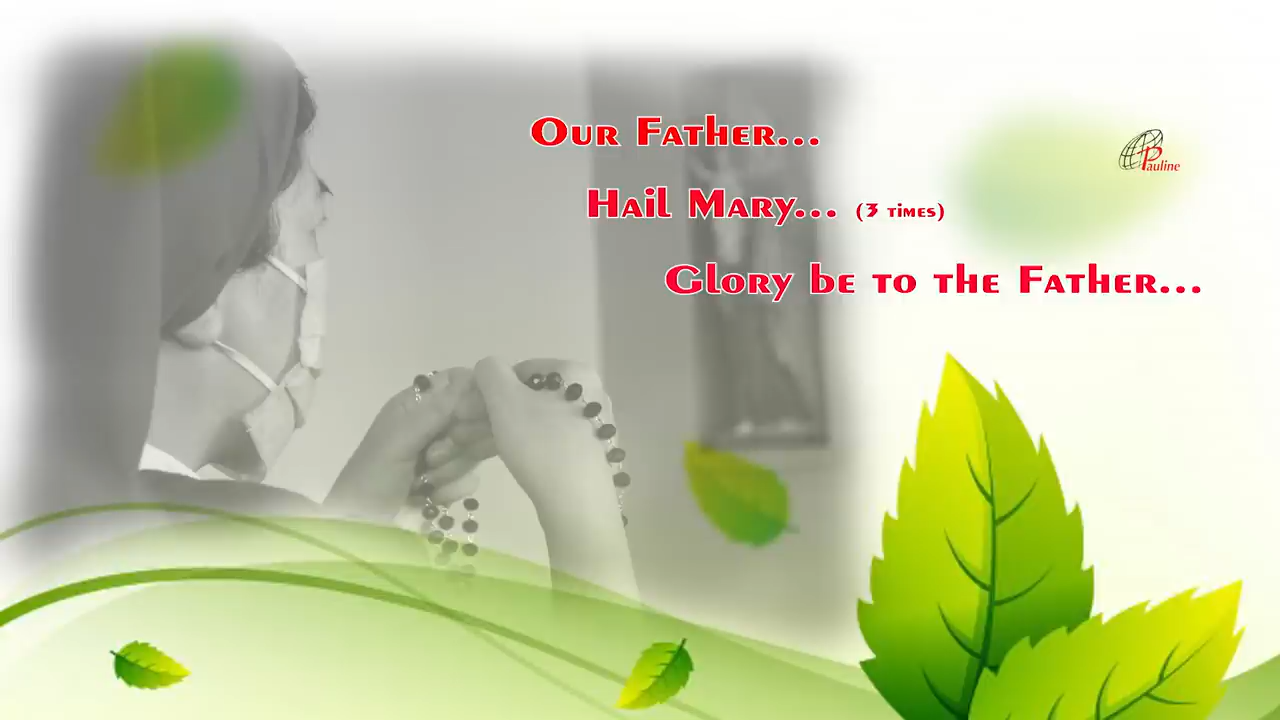 Our Father...
Hail Mary... (3 times)
Glory be to the Father...
Pauline